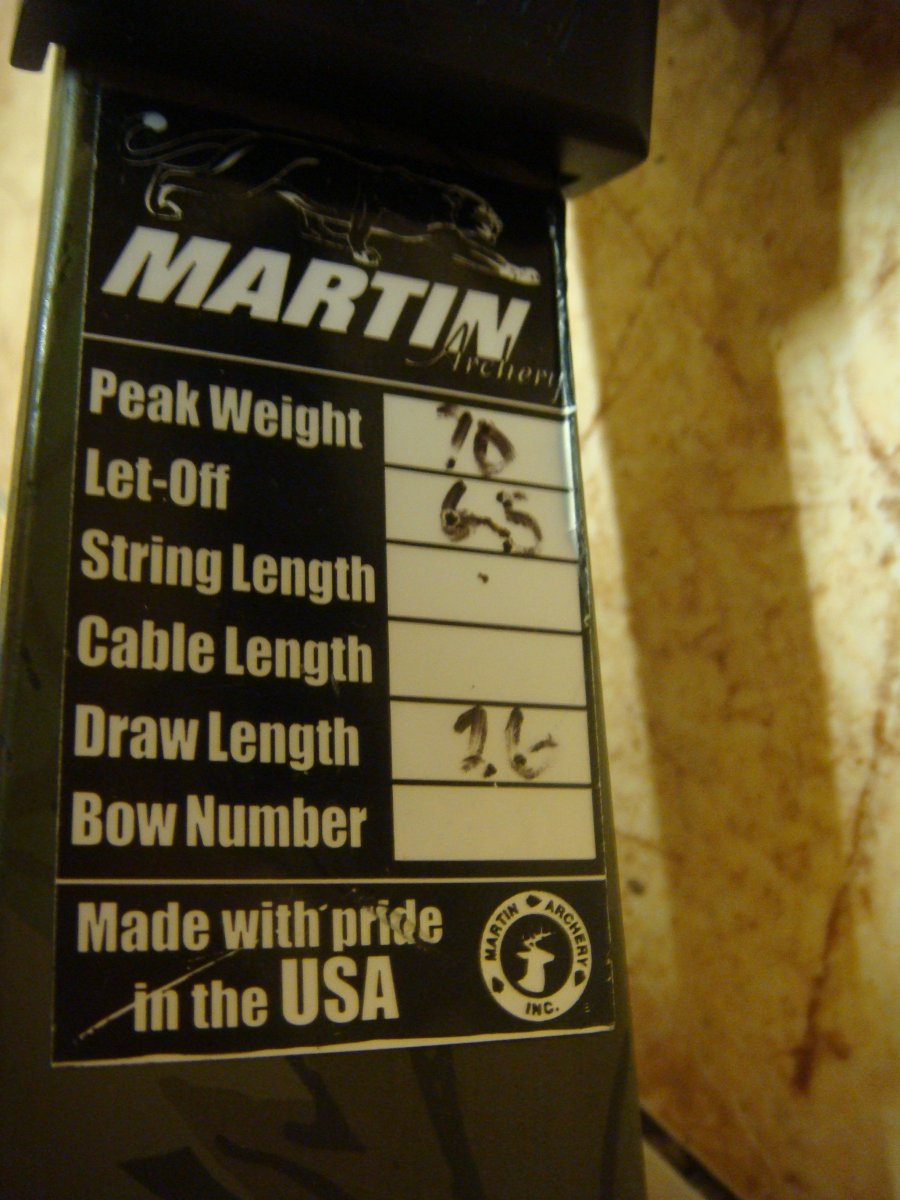 MARTIN
Archery
Peak Weight 70
Let-Off 65
String Length
Cable Length
Draw Length 26
Bow Number
Made with pride
in the USA
MARTIN ARCHERY
INC.